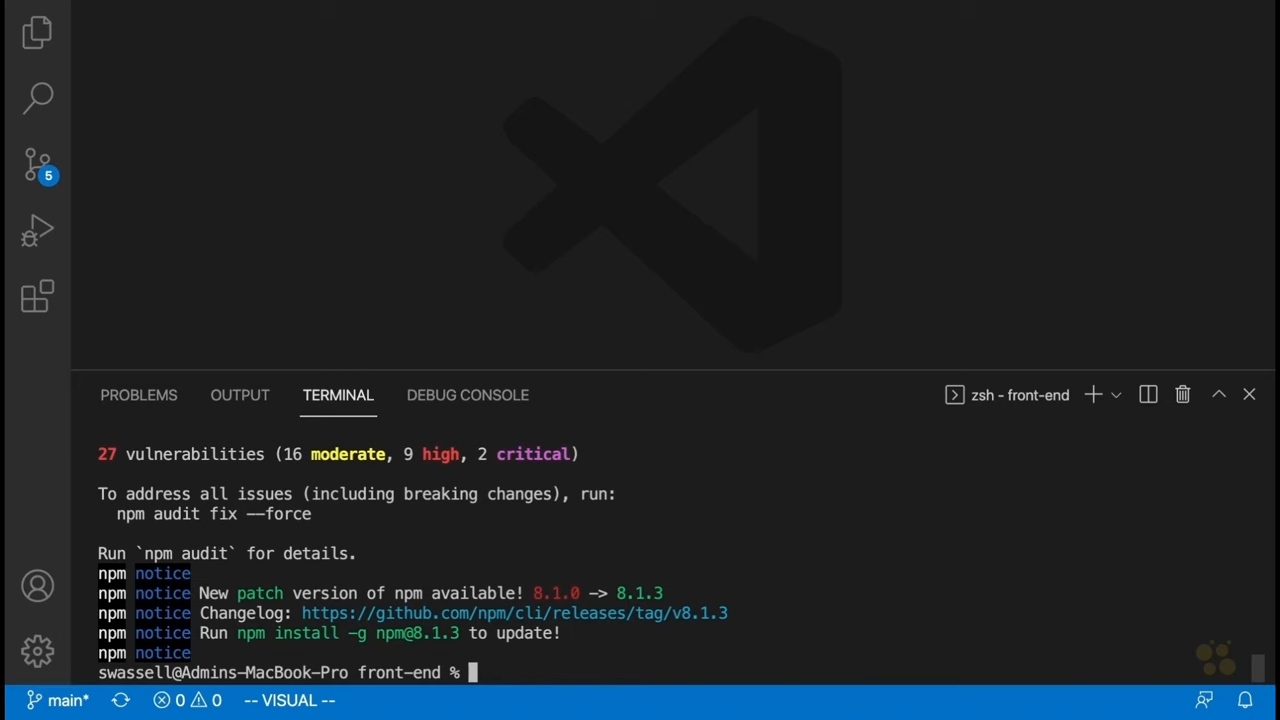 5
PROBLEMS OUTPUT TERMINAL DEBUG CONSOLE zsh - front-end
27 vulnerabilities (16 moderate, 9 high, 2 critical)
To address all issues (including breaking changes), run:
npm audit fix --force
Run `npm audit` for details.
npm notice
npm notice New patch version of npm available! 8.1.0 -> 8.1.3
npm notice Changelog: https://github.com/npm/cli/releases/tag/v8.1.3
npm notice Run npm install -g npm@8.1.3 to update!
npm notice
swassell@Admins-MacBook-Pro front-end %
main* 0 0 -- VISUAL --